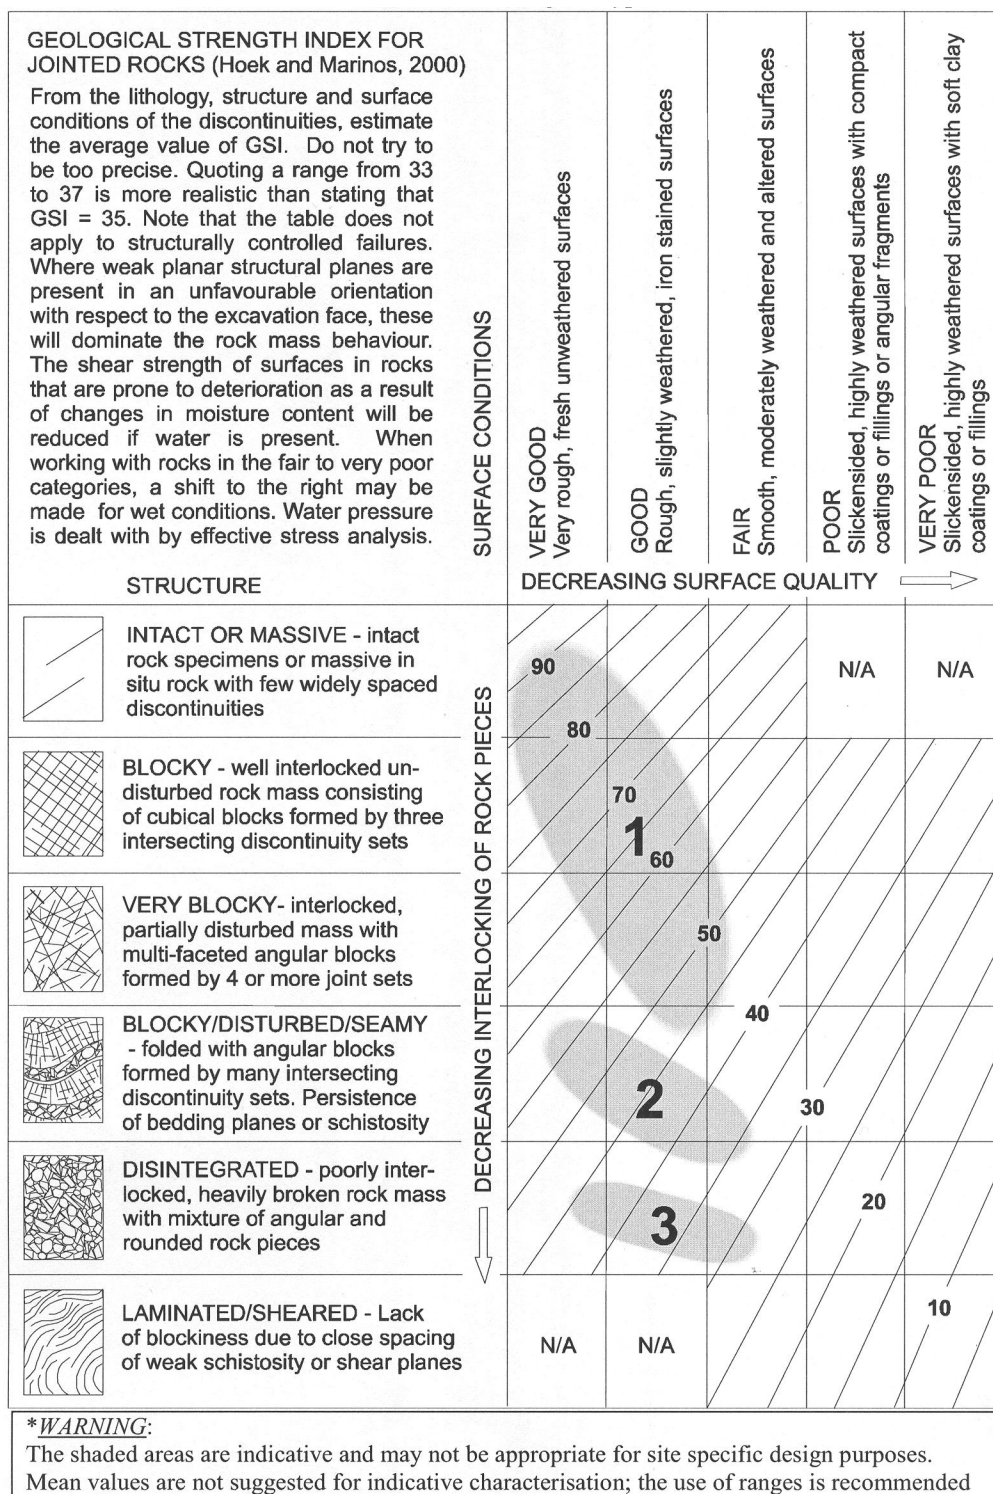 GEOLOGICAL STRENGTH INDEX FOR
JOINTED ROCKS (Hoek and Marinos, 2000)
From the lithology, structure and surface
conditions of the discontinuities, estimate
the average value of GSI. Do not try to
be too precise. Quoting a range from 33
to 37 is more realistic than stating that
GSI = 35. Note that the table does not
apply to structurally controlled failures.
Where weak planar structural planes are
present in an unfavourable orientation
with respect to the excavation face, these
will dominate the rock mass behaviour.
The shear strength of surfaces in rocks
that are prone to deterioration as a result
of changes in moisture content will be
reduced if water is present. When
working with rocks in the fair to very poor
categories, a shift to the right may be
made for wet conditions. Water pressure
is dealt with by effective stress analysis.
STRUCTURE
SURFACE CONDITIONS
VERY GOOD
Very rough, fresh unweathered surfaces
GOOD
Rough, slightly weathered, iron stained surfaces
FAIR
Smooth, moderately weathered and altered surfaces
POOR
Slickensided, highly weathered surfaces with compact
coatings or fillings or angular fragments
VERY POOR
Slickensided, highly weathered surfaces with soft clay
coatings or fillings
DECREASING SURFACE QUALITY
DECREASING INTERLOCKING OF ROCK PIECES
INTACT OR MASSIVE - intact
rock specimens or massive in
situ rock with few widely spaced
discontinuities
90
80
N/A
N/A
BLOCKY - well interlocked un-
disturbed rock mass consisting
of cubical blocks formed by three
intersecting discontinuity sets
70
1
60
VERY BLOCKY- interlocked,
partially disturbed mass with
multi-faceted angular blocks
formed by 4 or more joint sets
50
BLOCKY/DISTURBED/SEAMY
- folded with angular blocks
formed by many intersecting
discontinuity sets. Persistence
of bedding planes or schistosity
40
2
30
DISINTEGRATED - poorly inter-
locked, heavily broken rock mass
with mixture of angular and
rounded rock pieces
3
20
LAMINATED/SHEARED - Lack
of blockiness due to close spacing
of weak schistosity or shear planes
N/A
N/A
10
*WARNING:
The shaded areas are indicative and may not be appropriate for site specific design purposes.
Mean values are not suggested for indicative characterisation; the use of ranges is recommended